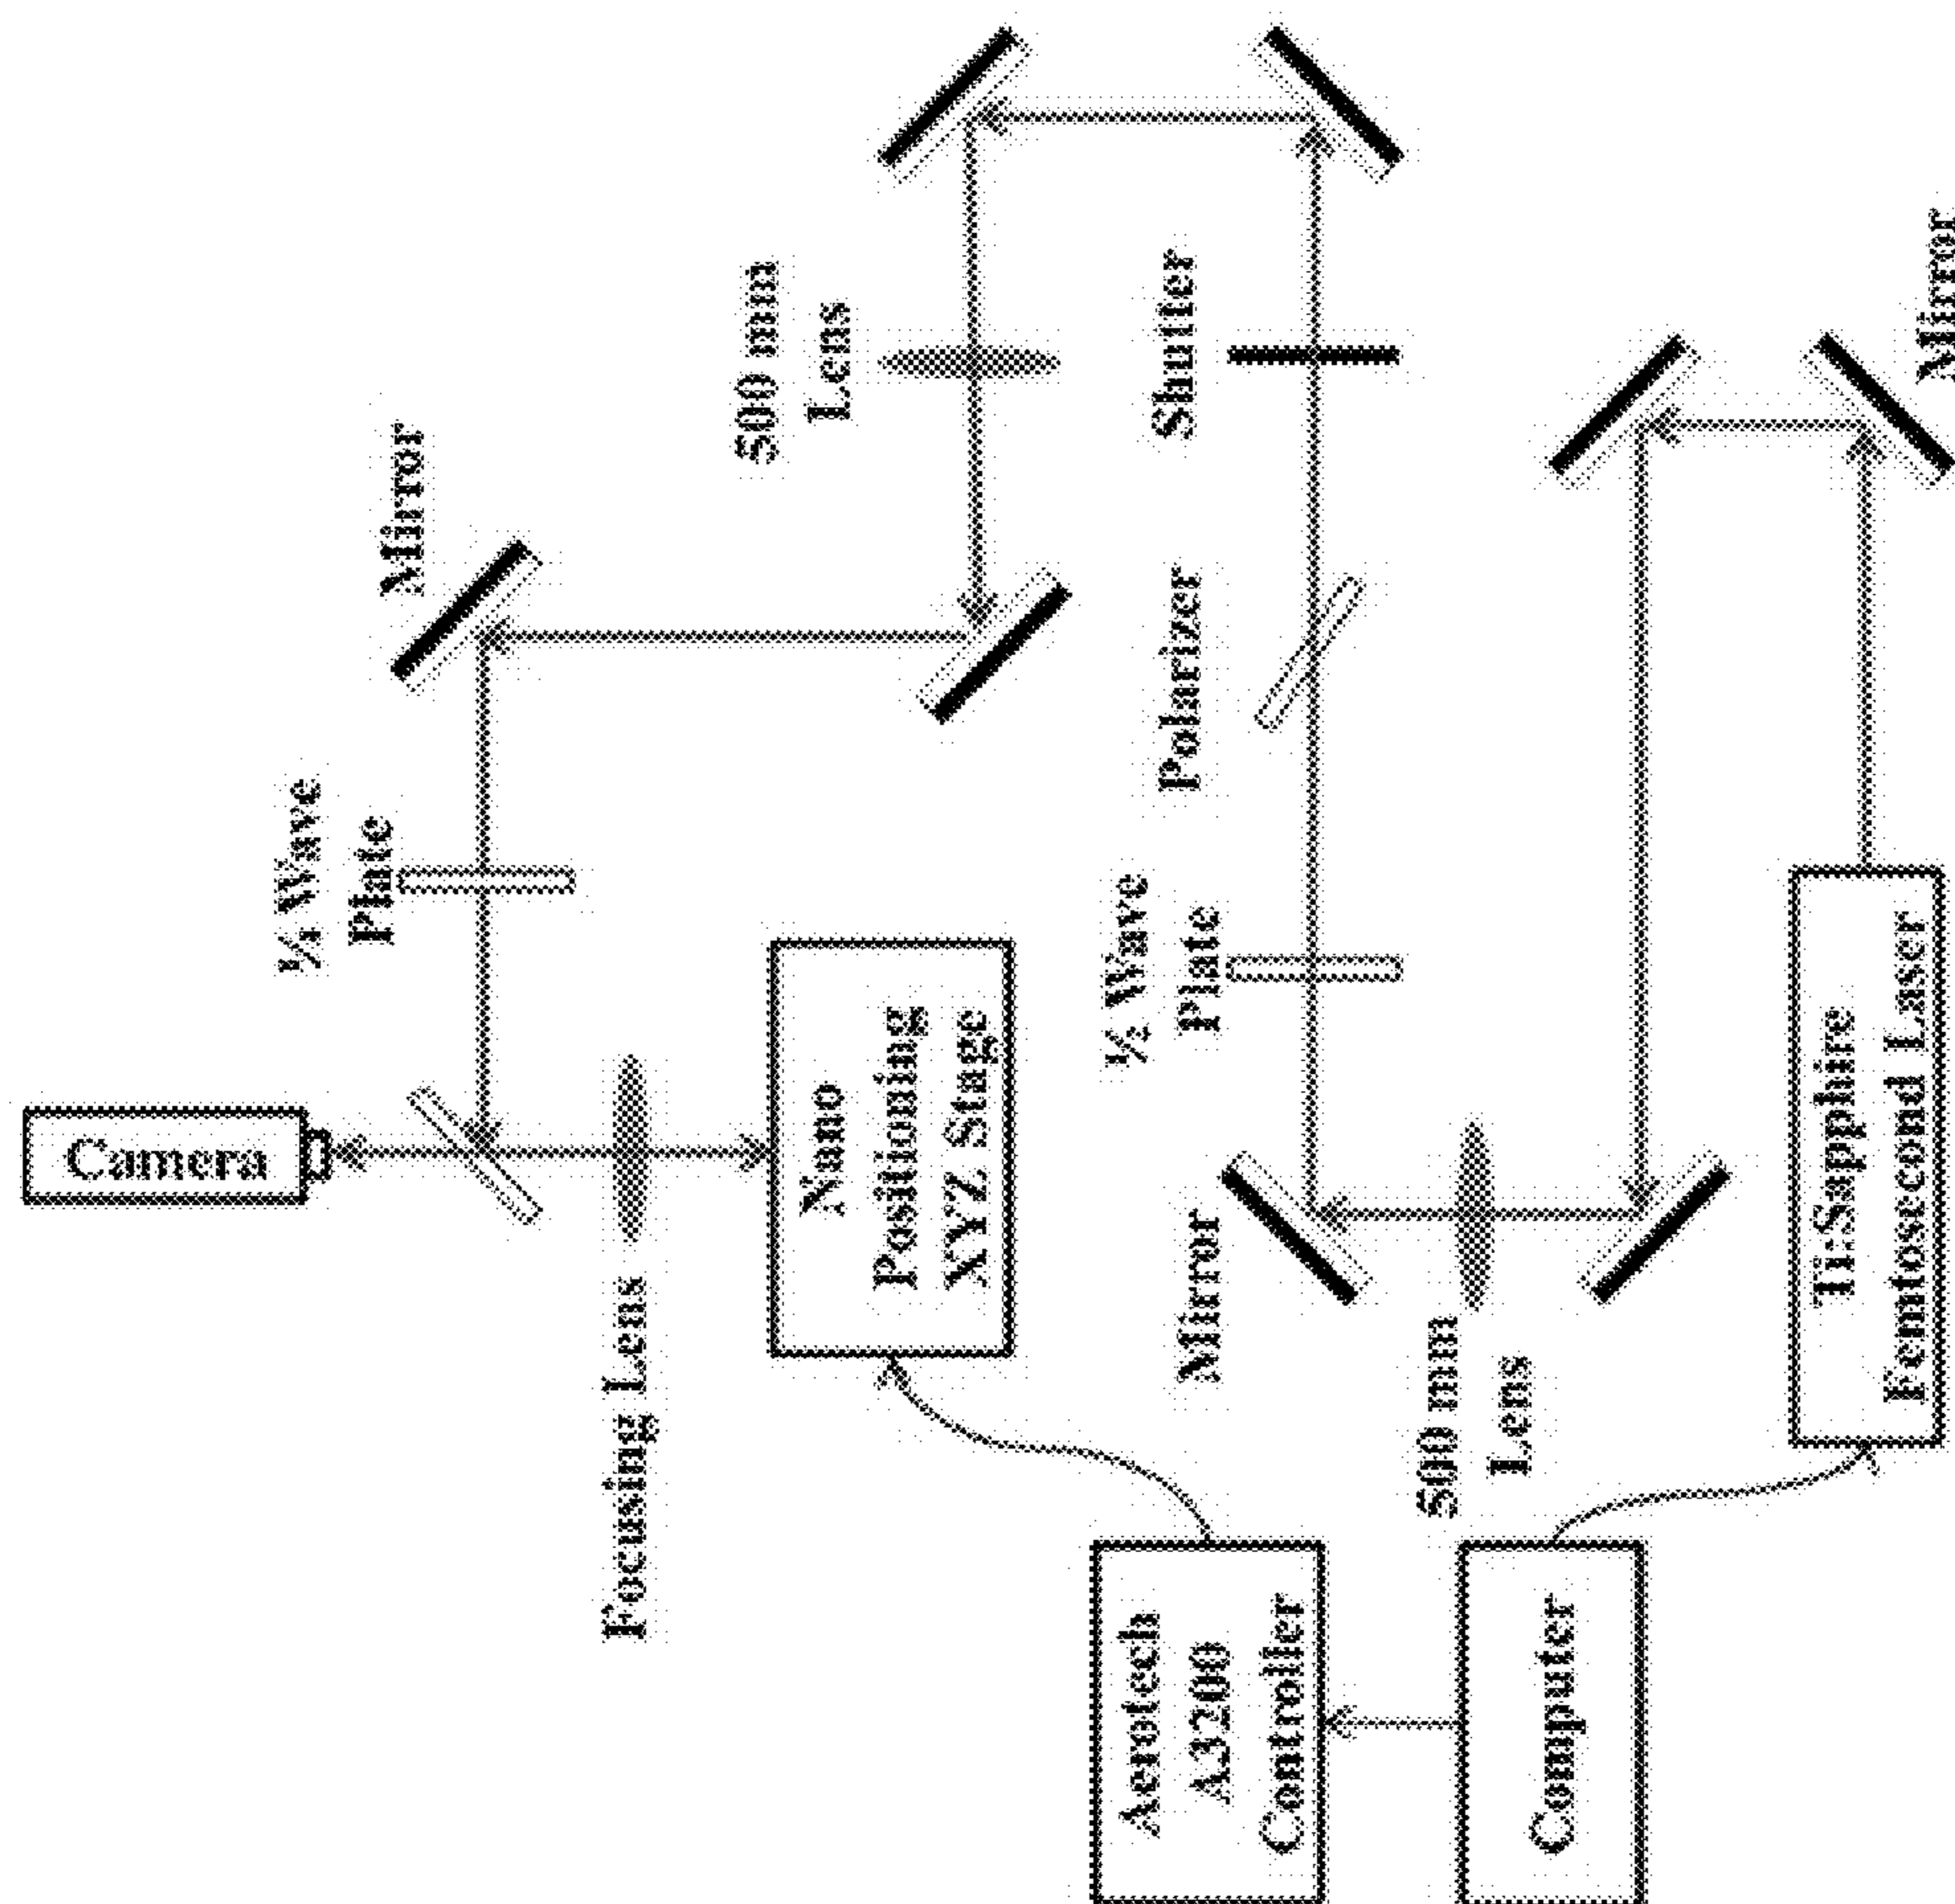 Camera
¼ Wave
Plate
Mirror
500 mm
Lens
Focusing Lens
Nano
Positioning
XYZ Stage
Shutter
Polarizer
½ Wave
Plate
Mirror
500 mm
Lens
Mirror
Aerotech
A3200
Controller
Computer
Ti:Sapphire
Femtosecond Laser